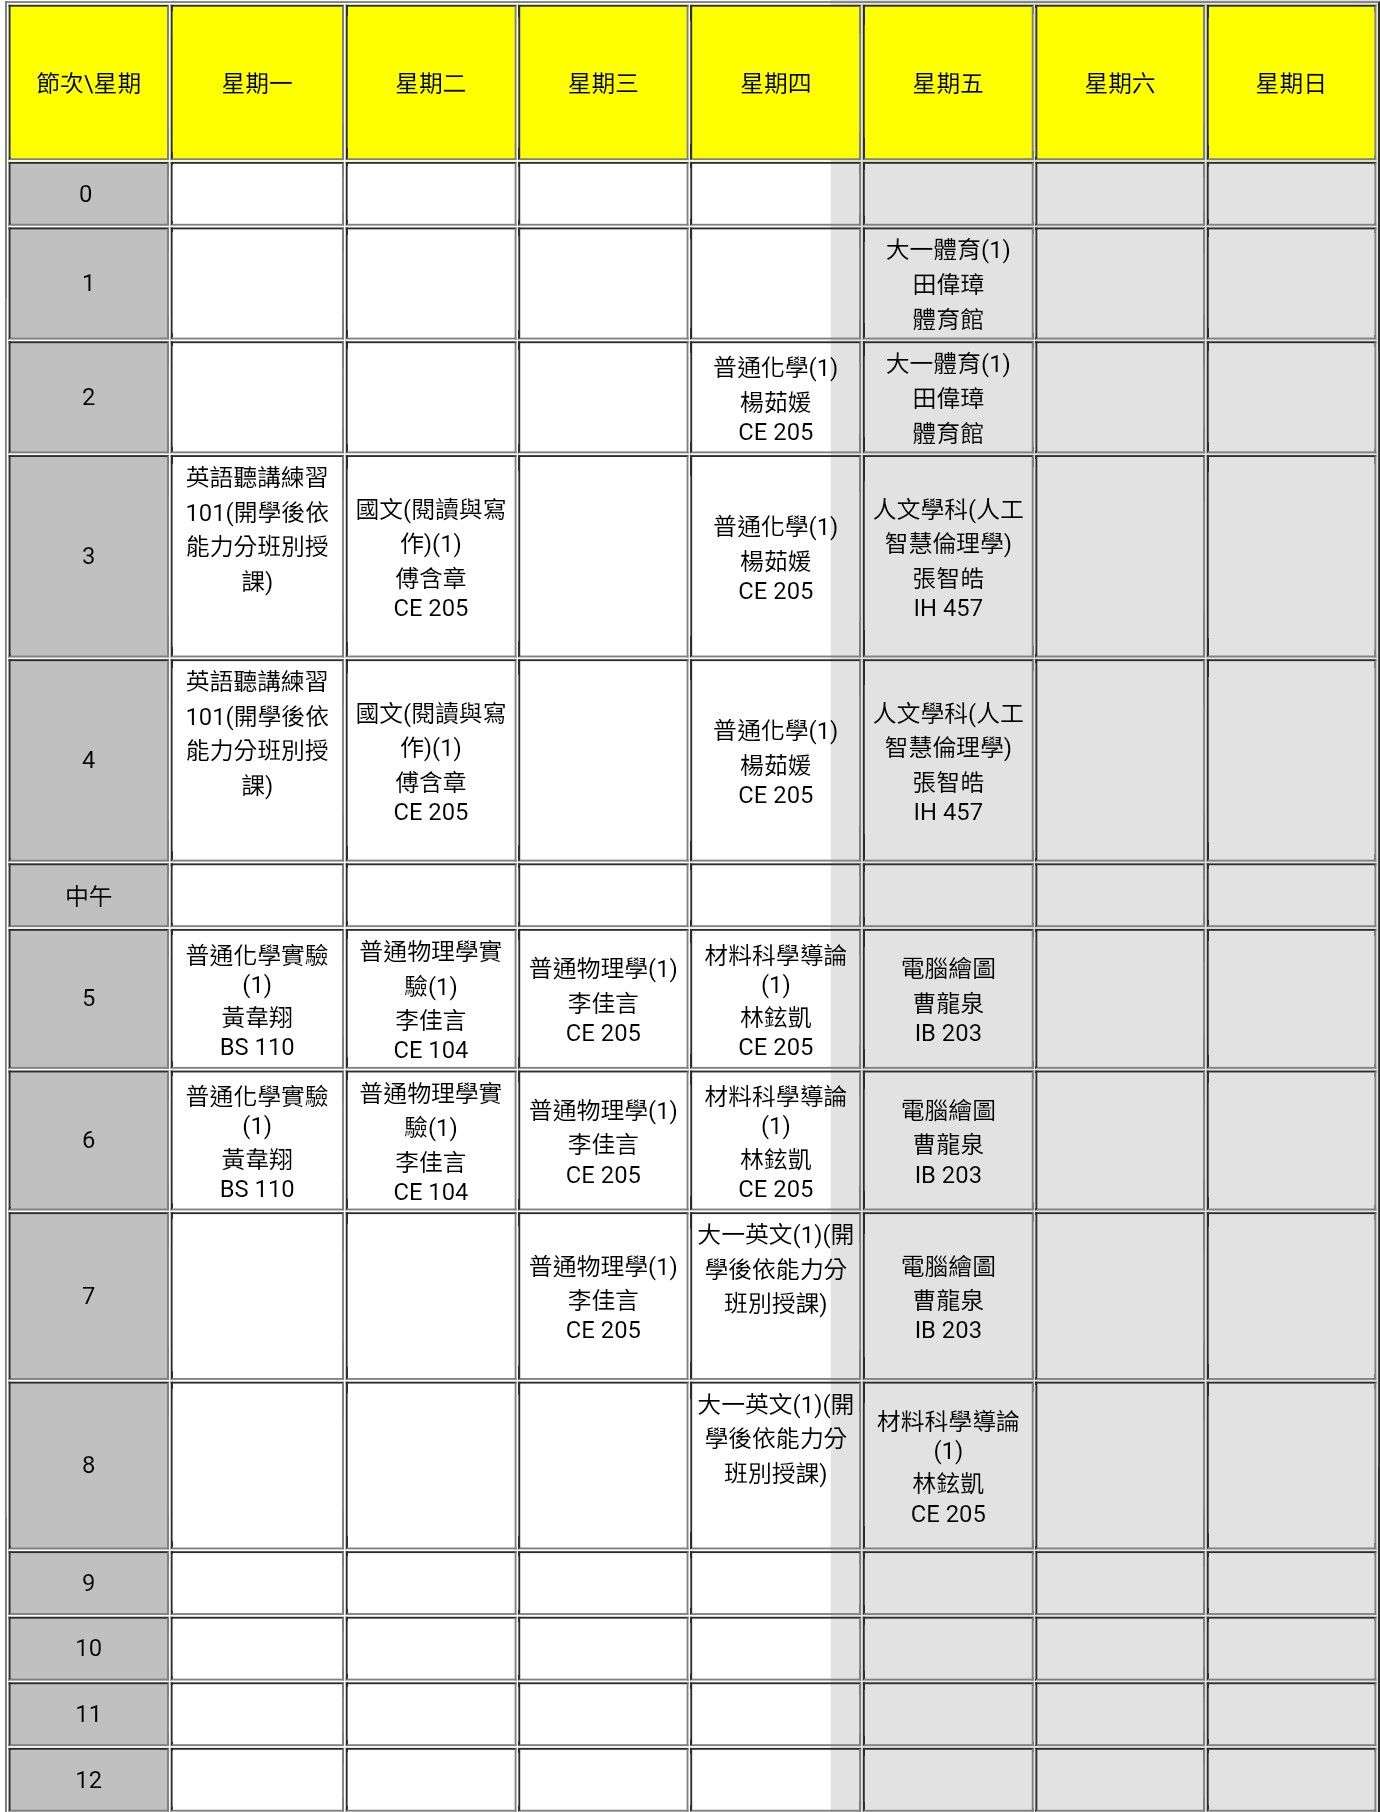 節次\星期
星期一
星期二
星期三
星期四
星期五
星期六
星期日
0
1
大一體育(1)
田偉璋
體育館
2
普通化學(1)
楊茹媛
CE 205
大一體育(1)
田偉璋
體育館
3
英語聽講練習
101(開學後依
能力分班別授
課)
國文(閱讀與寫
作)(1)
傅含章
CE 205
普通化學(1)
楊茹媛
CE 205
人文學科(人工
智慧倫理學)
張智皓
IH 457
4
英語聽講練習
101(開學後依
能力分班別授
課)
國文(閱讀與寫
作)(1)
傅含章
CE 205
普通化學(1)
楊茹媛
CE 205
人文學科(人工
智慧倫理學)
張智皓
IH 457
中午
5
普通化學實驗
(1)
黃韋翔
BS 110
普通物理學實
驗(1)
李佳言
CE 104
普通物理學(1)
李佳言
CE 205
材料科學導論
(1)
林鉉凱
CE 205
電腦繪圖
曹龍泉
IB 203
6
普通化學實驗
(1)
黃韋翔
BS 110
普通物理學實
驗(1)
李佳言
CE 104
普通物理學(1)
李佳言
CE 205
材料科學導論
(1)
林鉉凱
CE 205
電腦繪圖
曹龍泉
IB 203
7
普通物理學(1)
李佳言
CE 205
大一英文(1)(開
學後依能力分
班別授課)
電腦繪圖
曹龍泉
IB 203
8
大一英文(1)(開
學後依能力分
班別授課)
材料科學導論
(1)
林鉉凱
CE 205
9
10
11
12